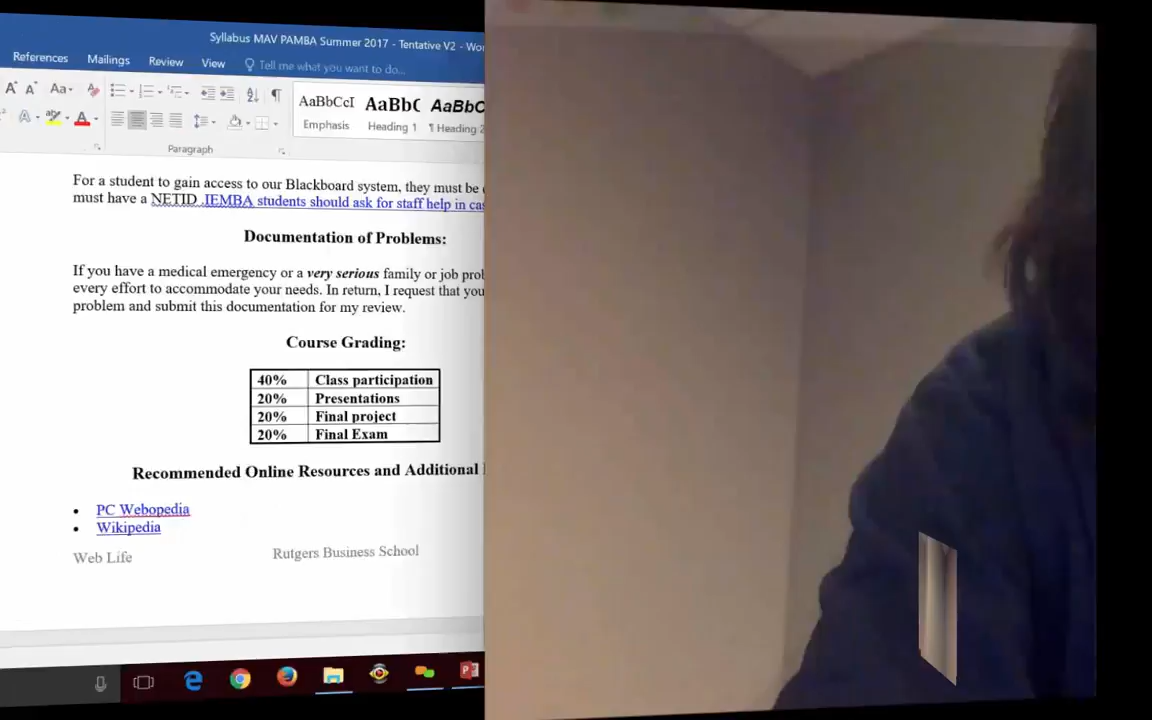 Syllabus MAV PAMBA Summer 2017 - Tentative V2 - Wor
References Mailings Review View Tell me what you want to do...
Aa
AaBbCcI AaBbC AaBbC
Emphasis Heading 1 ¶ Heading 2
Paragraph
For a student to gain access to our Blackboard system, they must be
must have a NETID .IEMBA students should ask for staff help in
Documentation of Problems:
If you have a medical emergency or a very serious family or job
every effort to accommodate your needs. In return, I request that you
problem and submit this documentation for my review.
Course Grading:
40% Class participation
20% Presentations
20% Final project
20% Final Exam
Recommended Online Resources and Additional
PC Webopedia
Wikipedia
Web Life Rutgers Business School